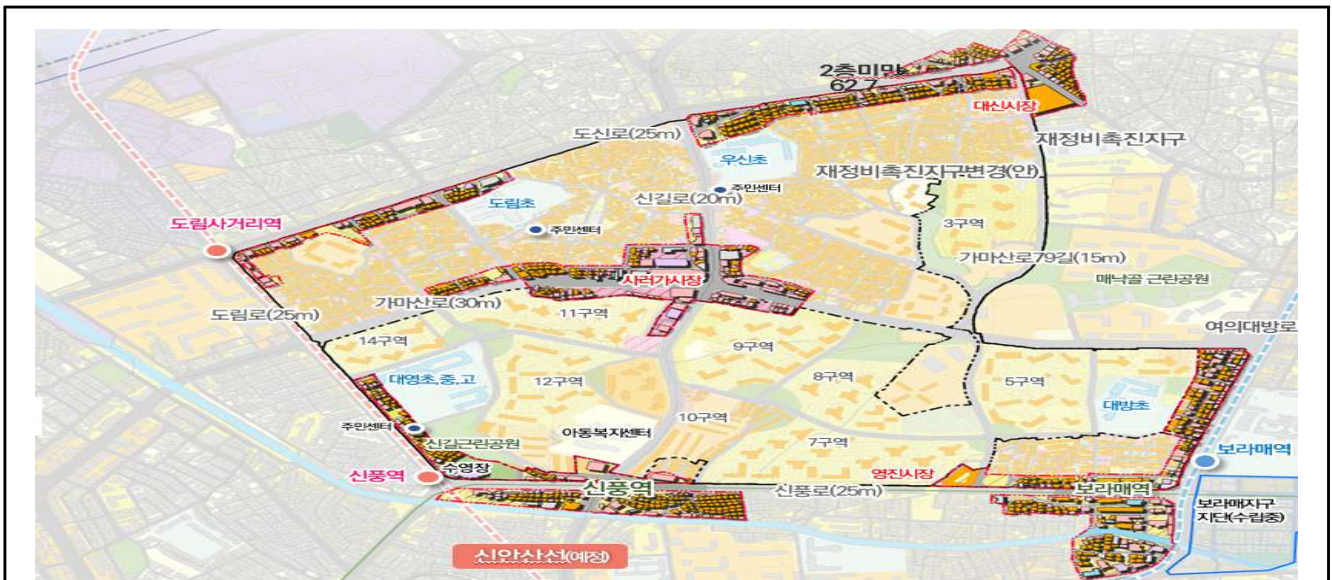 2층미만
62.7
대신시장
도신로(25m)
재정비촉진지구
우신초
재정비촉진지구변경(안)
주민센터
신길로(20m)
도림초
3구역
도림사거리역
주민센터
가마산로79길(15m)
사러가시장
매낙골 근린공원
가마산로(30m)
도림로(25m)
11구역
여의대방로
14구역
9구역
대영초.중.고
12구역
8구역
5구역
대방초
10구역
주민센터
아동복지센터
신길근린공원
7구역
보라매역
수영장
영진시장
신풍역
신풍역
신풍로(25m)
보라매역
보라매지구
지단(수립중)
신안산선(예정)